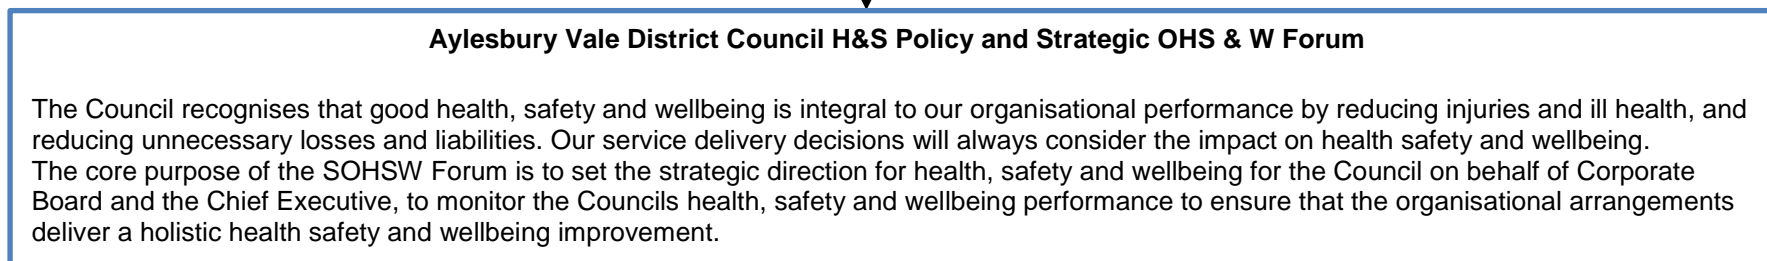 Aylesbury Vale District Council H&S Policy and Strategic OHS & W Forum
The Council recognises that good health, safety and wellbeing is integral to our organisational performance by reducing injuries and ill health, and
reducing unnecessary losses and liabilities. Our service delivery decisions will always consider the impact on health safety and wellbeing.
The core purpose of the SOHSW Forum is to set the strategic direction for health, safety and wellbeing for the Council on behalf of Corporate
Board and the Chief Executive, to monitor the Councils health, safety and wellbeing performance to ensure that the organisational arrangements
deliver a holistic health safety and wellbeing improvement.